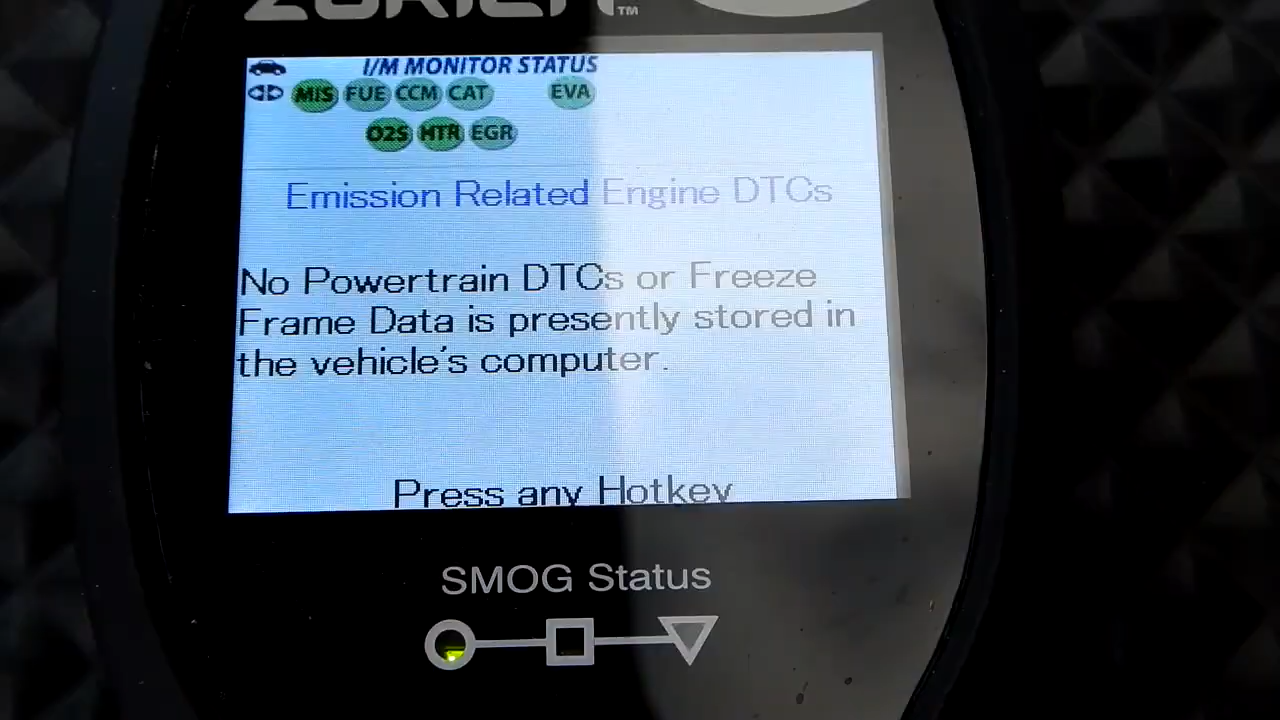 ZURICH™
I/M MONITOR STATUS
MIS FUE CCM CAT EVA
O2S HTR EGR
Emission Related Engine DTCs
No Powertrain DTCs or Freeze
Frame Data is presently stored in
the vehicle's computer.
Press any Hotkey
SMOG Status